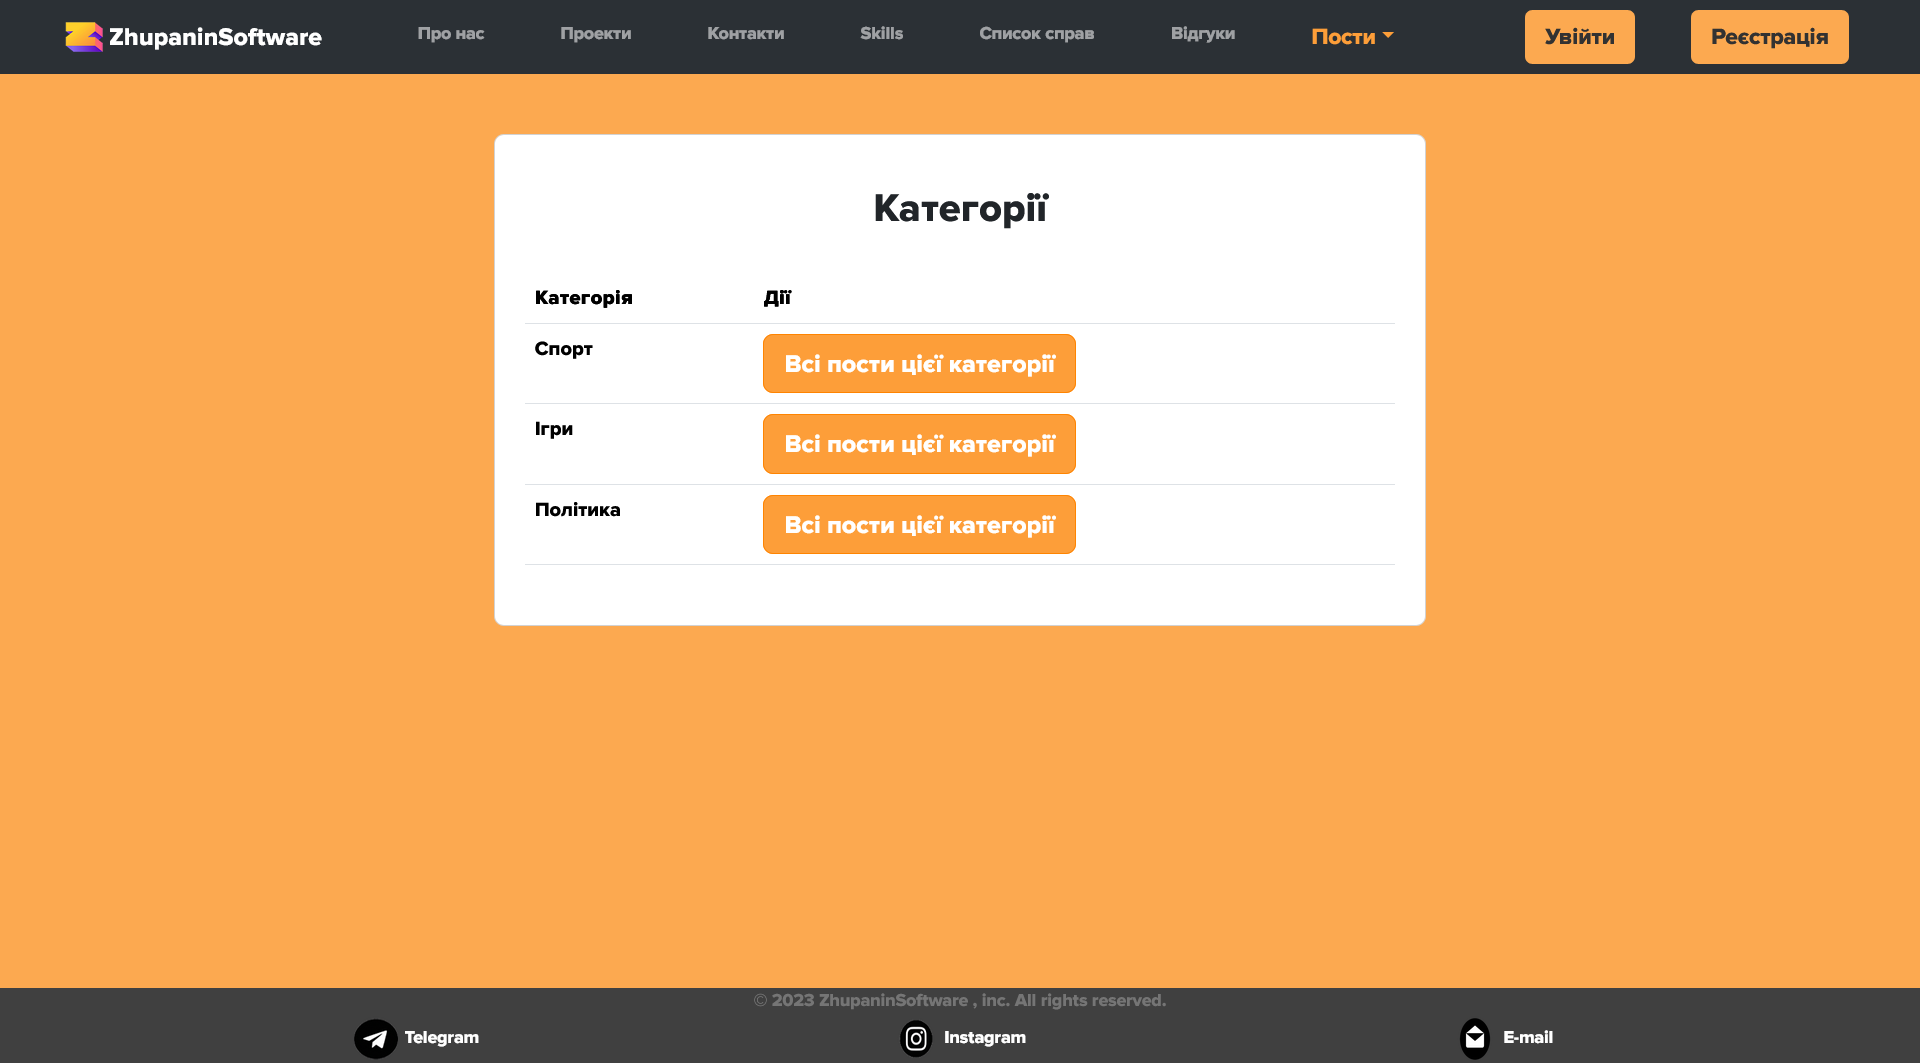 ZhupaninSoftware
Про нас
Проекти
Контакти
Skills
Список справ
Відгуки
Пости
Увійти
Реєстрація
Категорії
Категорія Дії
Спорт Всі пости цієї категорії
Ігри Всі пости цієї категорії
Політика Всі пости цієї категорії
© 2023 ZhupaninSoftware , inc. All rights reserved.
Telegram
Instagram
E-mail